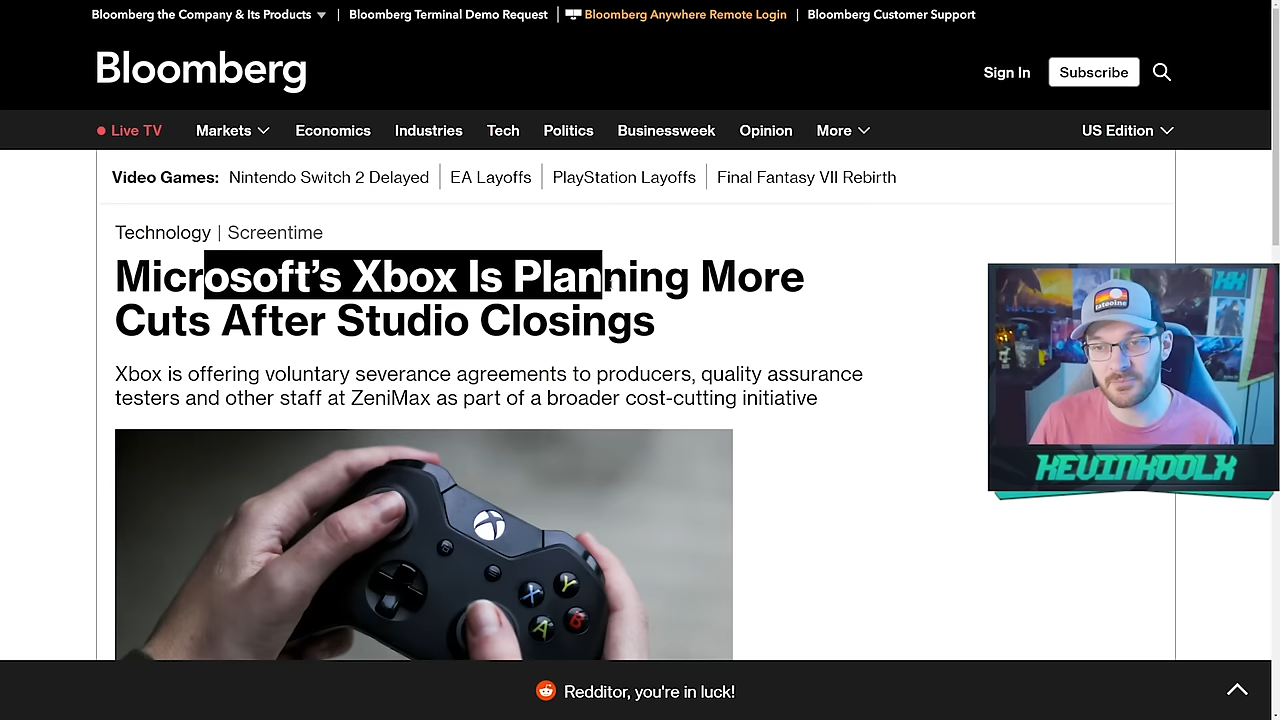 Bloomberg the Company & Its Products
Bloomberg Terminal Demo Request
Bloomberg Anywhere Remote Login
Bloomberg Customer Support
Bloomberg
Sign In
Subscribe
Live TV
Markets
Economics
Industries
Tech
Politics
Businessweek
Opinion
More
US Edition
Video Games:
Nintendo Switch 2 Delayed
EA Layoffs
PlayStation Layoffs
Final Fantasy VII Rebirth
Technology | Screentime
Microsoft’s Xbox Is Planning More
Cuts After Studio Closings
Xbox is offering voluntary severance agreements to producers, quality assurance
testers and other staff at ZeniMax as part of a broader cost-cutting initiative
X
Y
A
B
tatooine
KEVINKOOLX
Redditor, you're in luck!